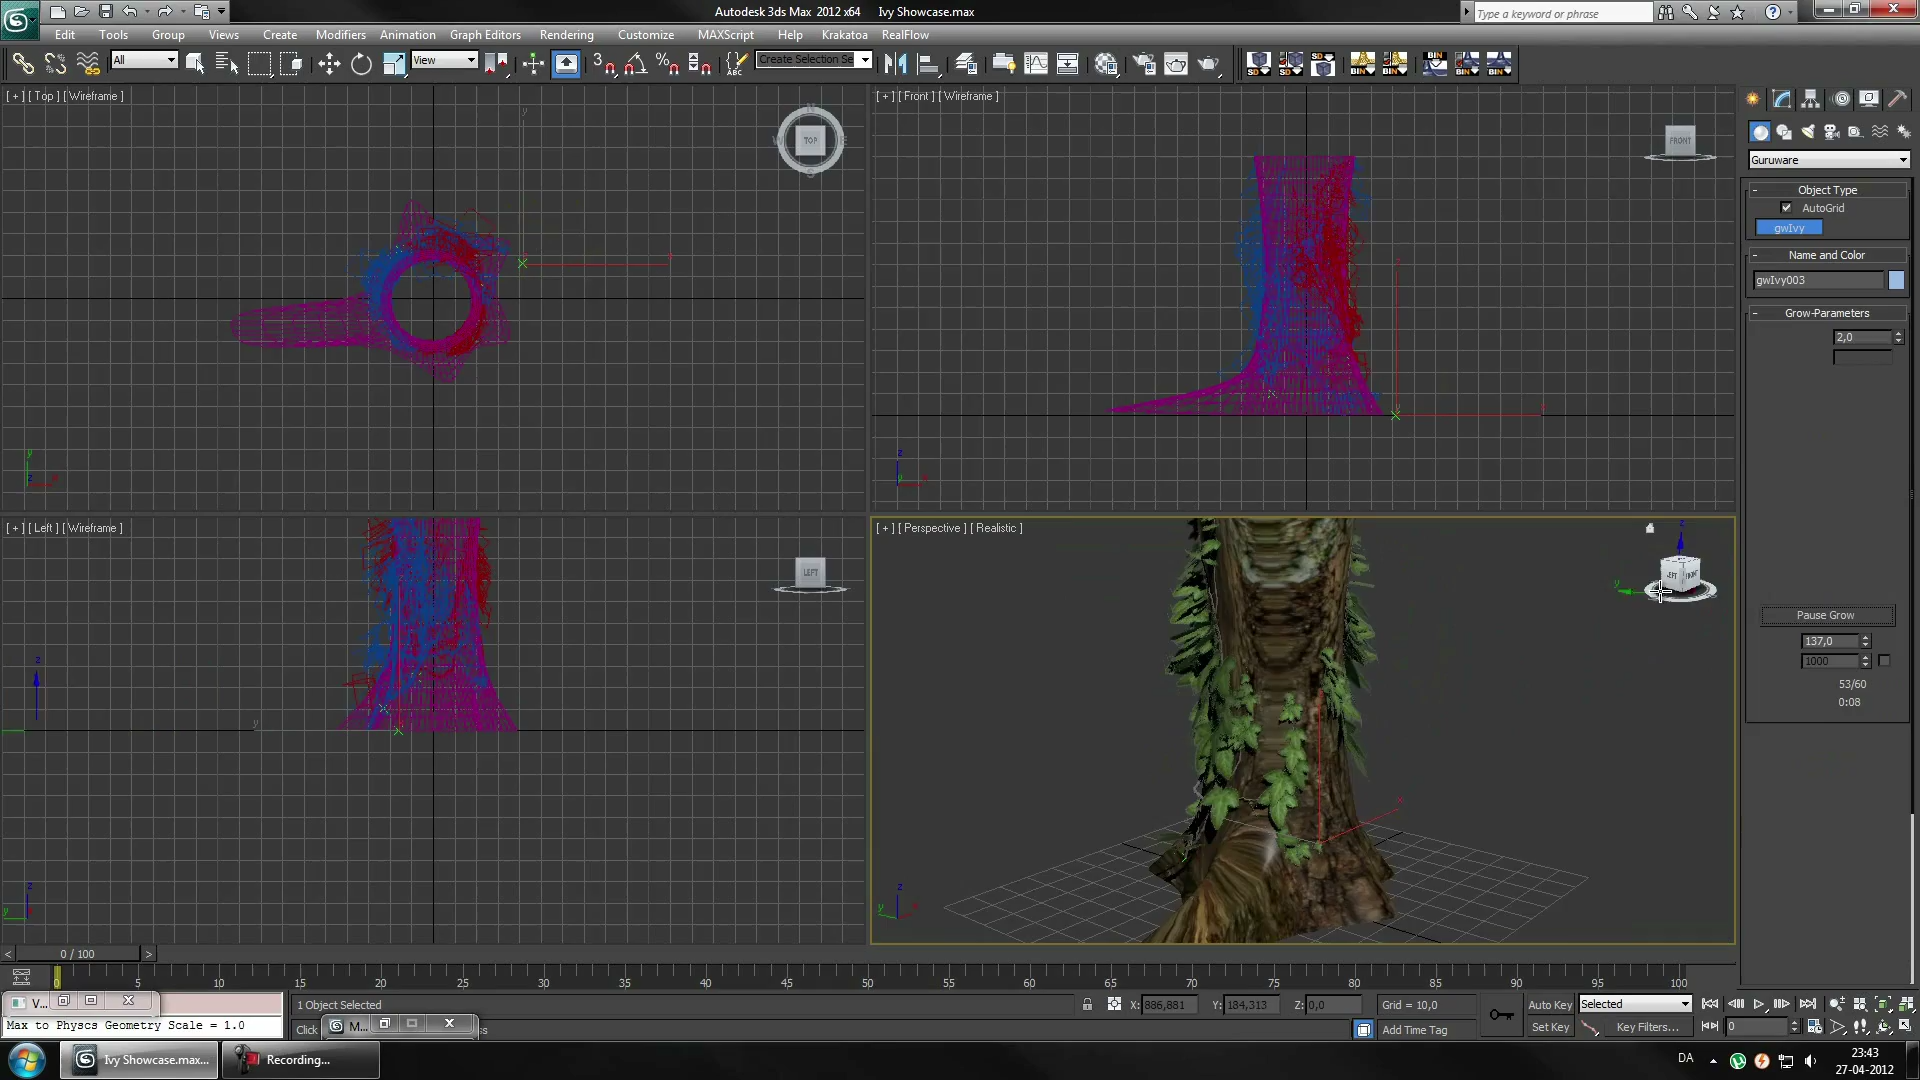 Autodesk 3ds Max 2012 x64 Ivy Showcase.max
Type a keyword or phrase
Edit Tools Group Views Create Modifiers Animation Graph Editors Rendering Customize MAXScript Help Krakatoa RealFlow
All
View
Create Selection Se
[ + ] [ Top ] [ Wireframe ]
TOP
[ + ] [ Front ] [ Wireframe ]
FRONT
Guruware
Object Type
AutoGrid
gwIvy
Name and Color
gwIvy003
Grow-Parameters
2,0
[ + ] [ Left ] [ Wireframe ]
LEFT
[ + ] [ Perspective ] [ Realistic ]
LEFT FRONT
Pause Grow
137,0
1000
53/60
0:08
< 0 / 100 >
0 5 10 15 20 25 30 35 40 45 50 55 60 65 70 75 80 85 90 95 100
V...
1 Object Selected
X: 886,881 Y: 184,313 Z: 0,0
Grid = 10,0
Auto Key
Selected
Max to Physcs Geometry Scale = 1.0
Click
M...
ss
Add Time Tag
Set Key
Key Filters...
0
Ivy Showcase.max...
Recording...
DA
23:43
27-04-2012